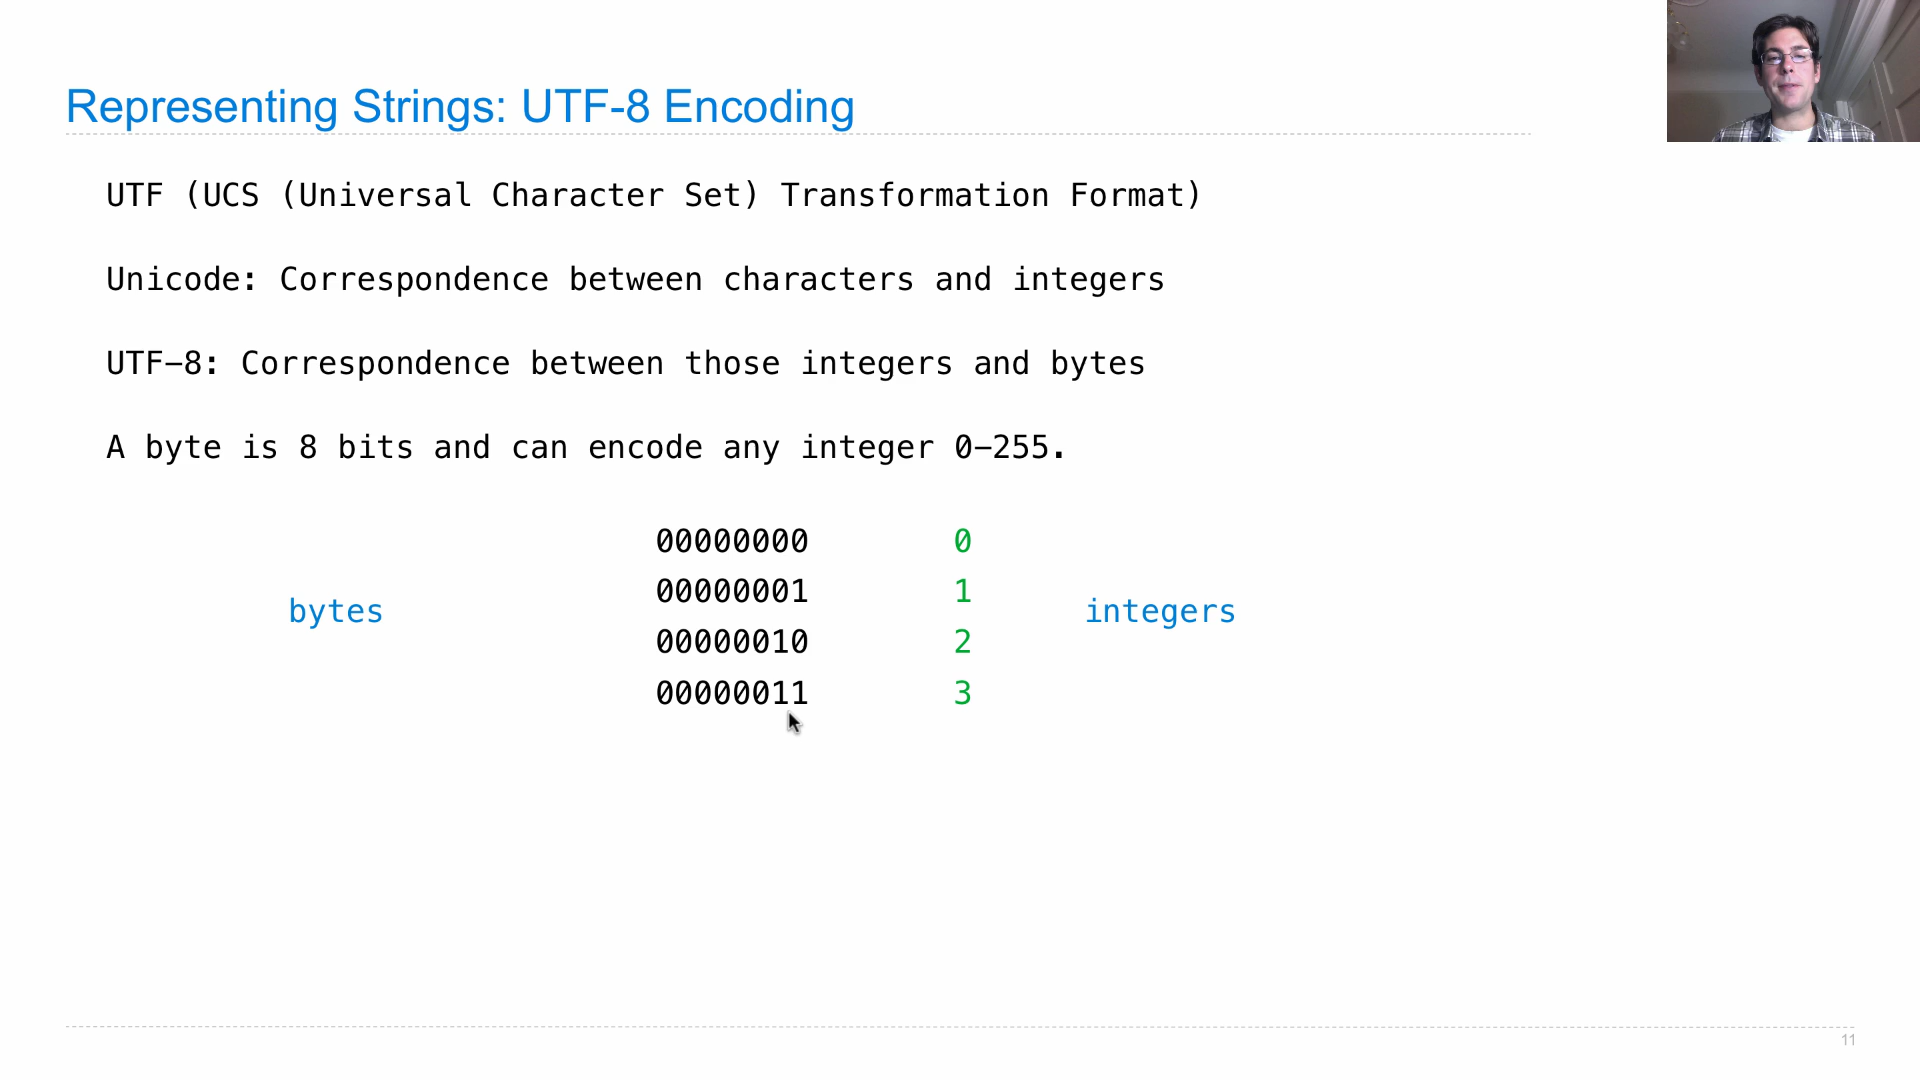 Representing Strings: UTF-8 Encoding
UTF (UCS (Universal Character Set) Transformation Format)
Unicode: Correspondence between characters and integers
UTF-8: Correspondence between those integers and bytes
A byte is 8 bits and can encode any integer 0-255.
00000000 0
00000001 1
bytes integers
00000010 2
00000011 3
11